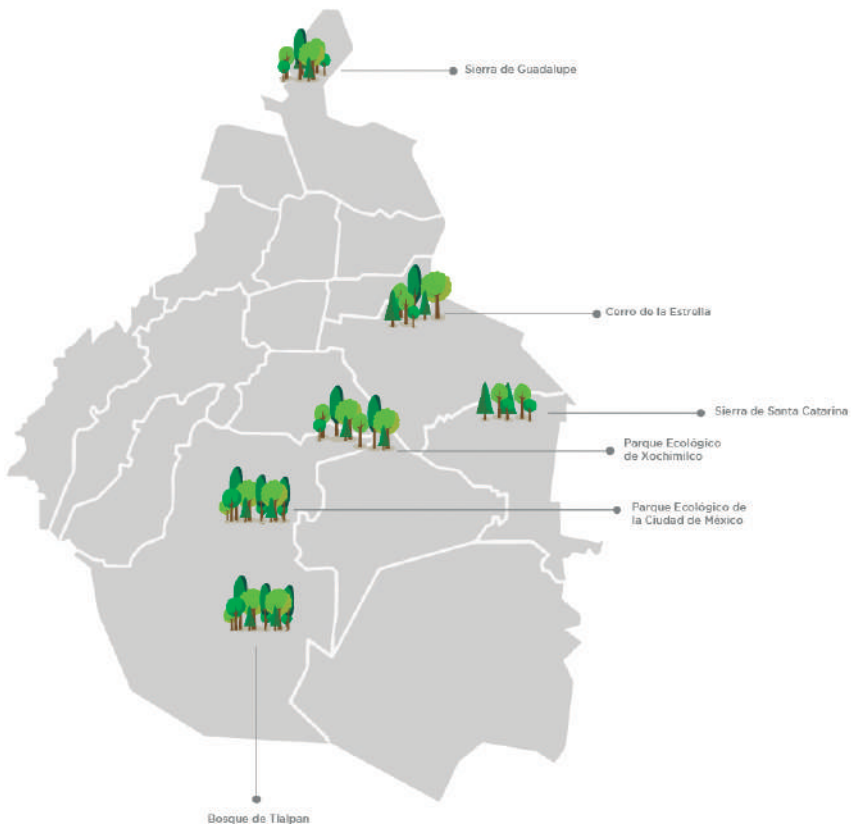 Sierra de Guadalupe
Cerro de la Estrella
Sierra de Santa Catarina
Parque Ecológico
de Xochimilco
Parque Ecológico de
la Ciudad de México
Bosque de Tlalpan